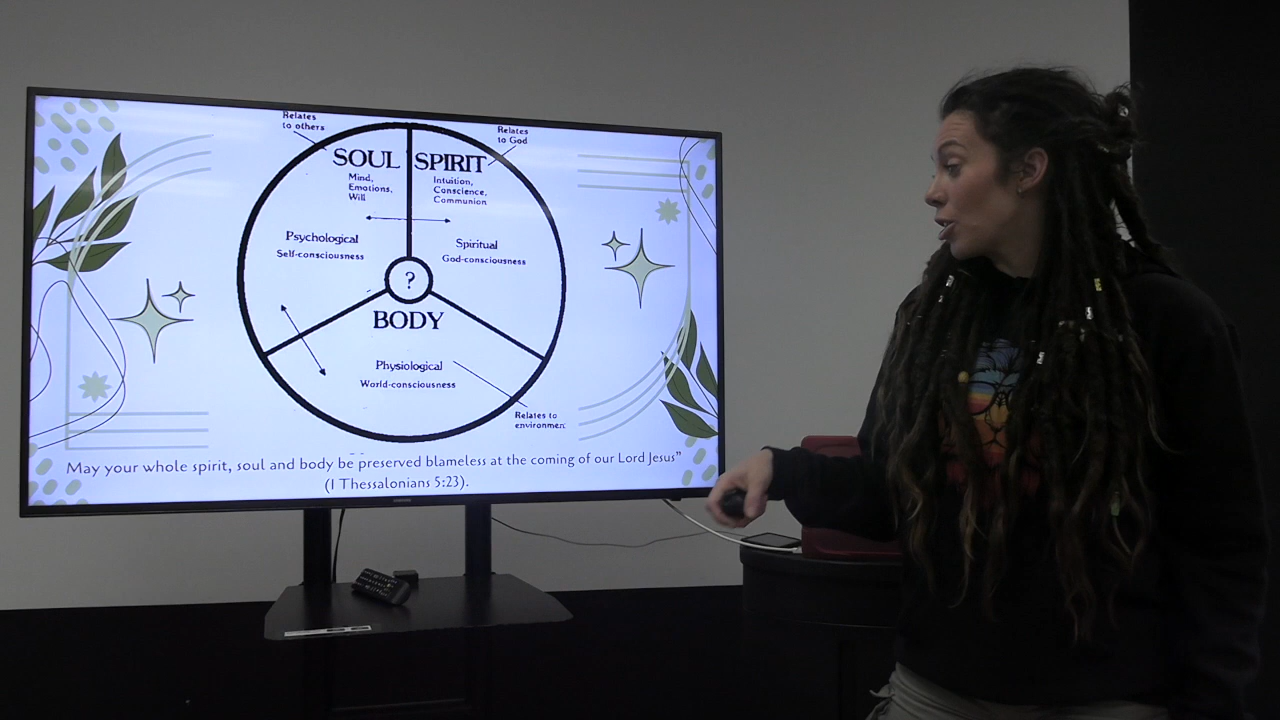 Relates
to others
Relates
to God
SOUL
SPIRIT
Mind,
Emotions,
Will
Intuition,
Conscience,
Communion
Psychological
Self-consciousness
Spiritual
God-consciousness
?
BODY
Physiological
World-consciousness
Relates to
environmen
May your whole spirit, soul and body be preserved blameless at the coming of our Lord Jesus”
(I Thessalonians 5:23).
SAMSUNG